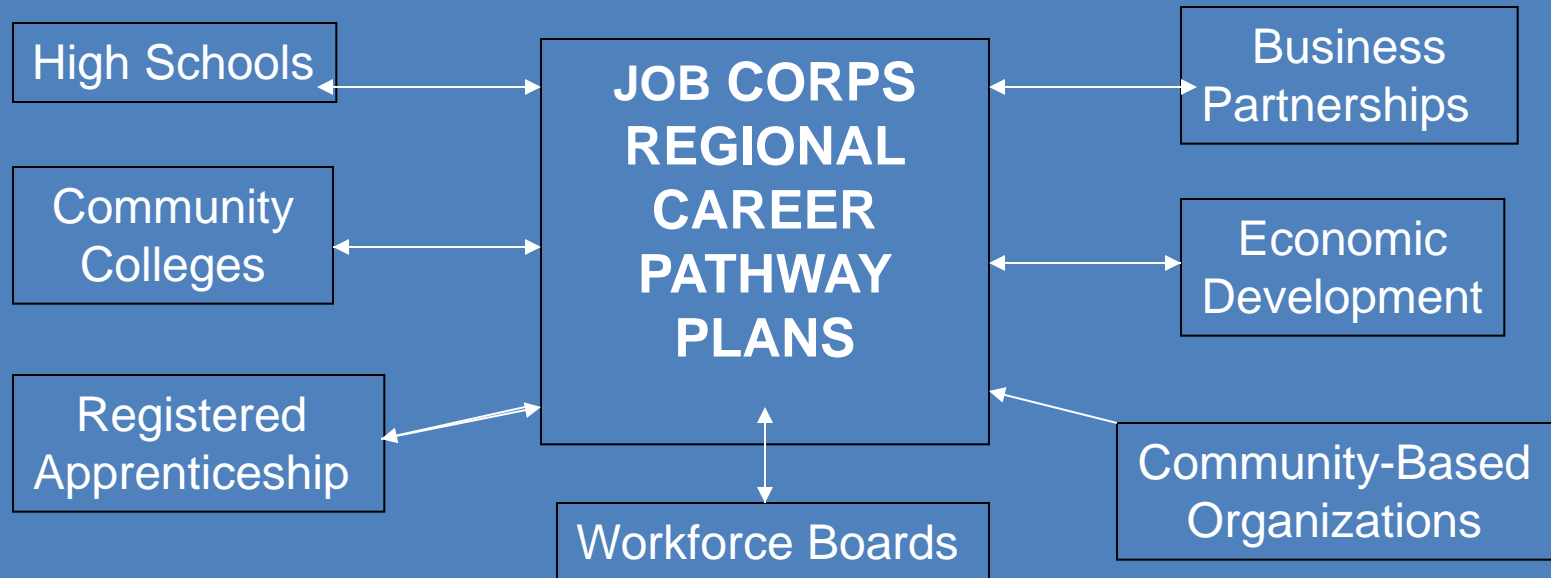 High Schools
Community
Colleges
Registered
Apprenticeship
JOB CORPS
REGIONAL
CAREER
PATHWAY
PLANS
Workforce Boards
Business
Partnerships
Economic
Development
Community-Based
Organizations